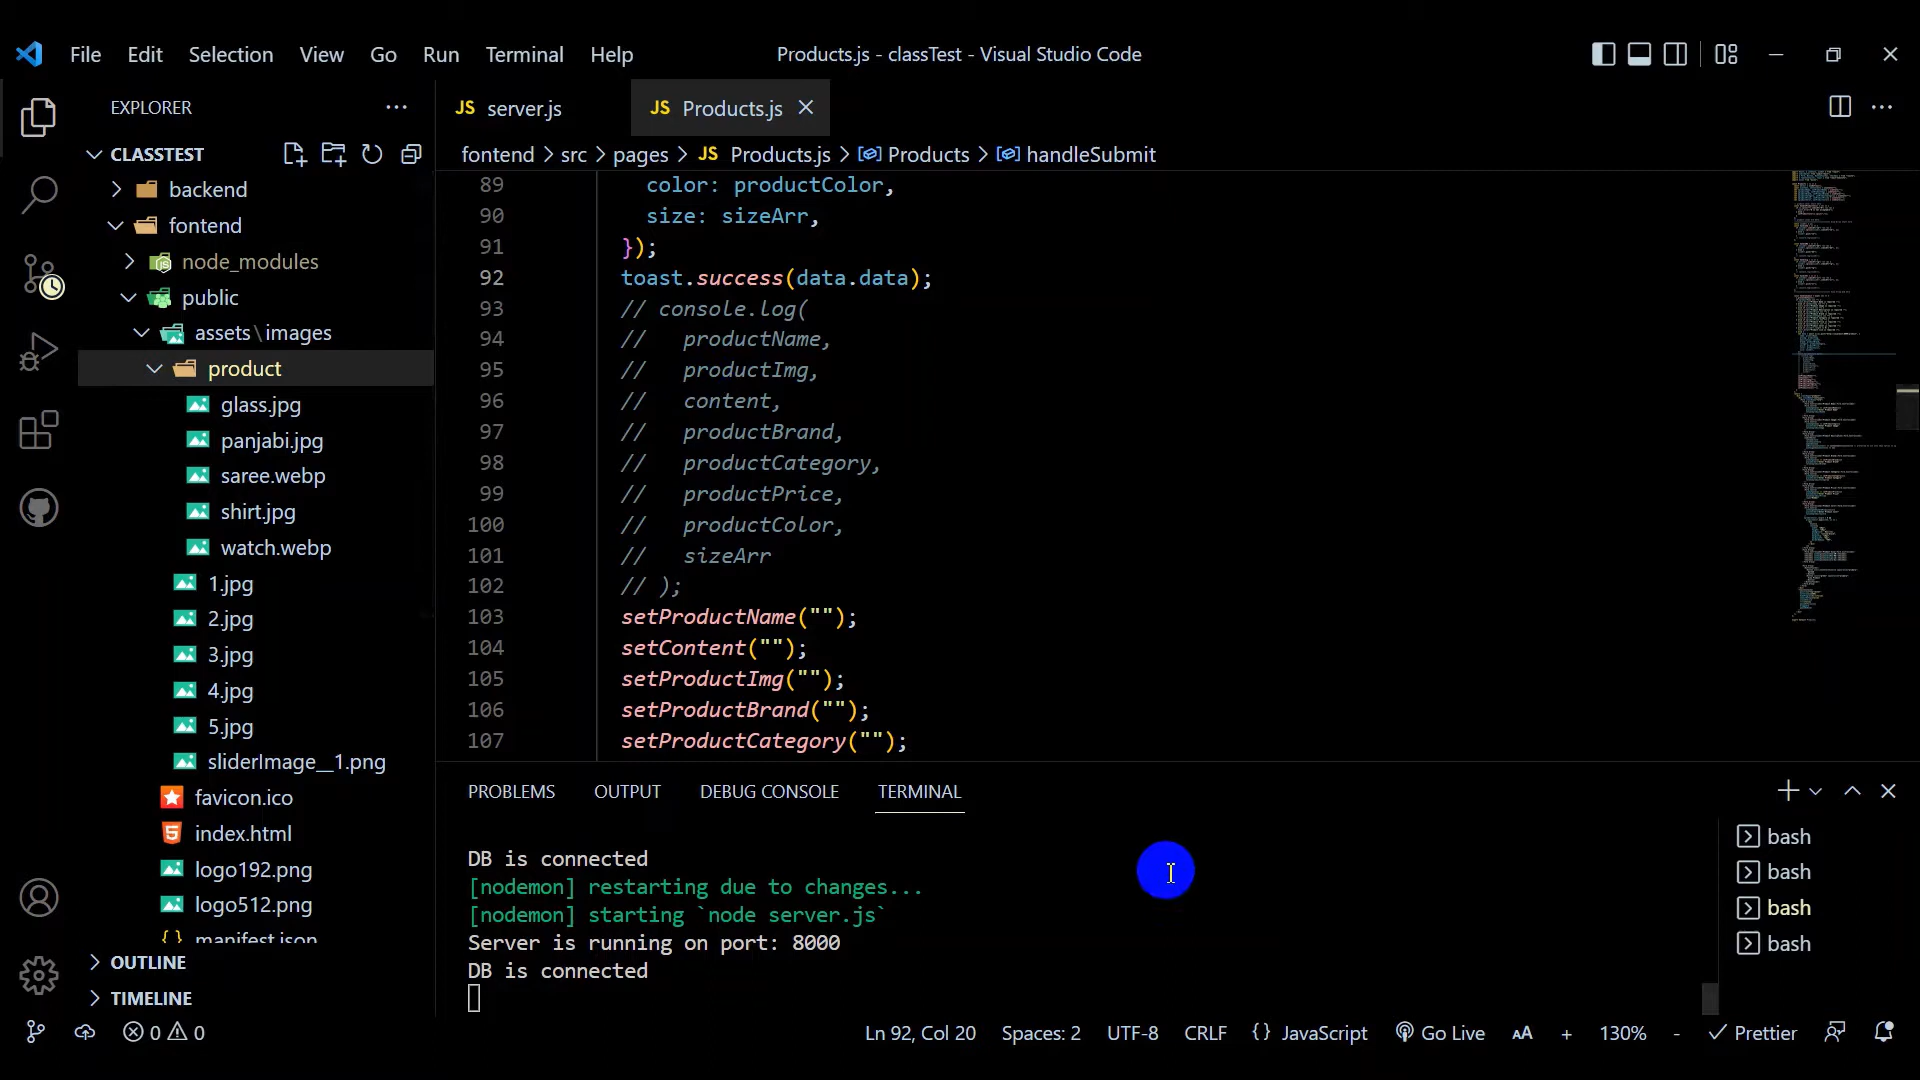 File Edit Selection View Go Run Terminal Help
Products.js - classTest - Visual Studio Code
EXPLORER
CLASSTEST
backend
fontend
node_modules
public
assets\images
product
glass.jpg
panjabi.jpg
saree.webp
shirt.jpg
watch.webp
1.jpg
2.jpg
3.jpg
4.jpg
5.jpg
sliderImage__1.png
favicon.ico
index.html
logo192.png
logo512.png
manifest.json
OUTLINE
TIMELINE
JS server.js JS Products.js
fontend > src > pages > JS Products.js > Products > handleSubmit
89 color: productColor,
90 size: sizeArr,
91 });
92 toast.success(data.data);
93 // console.log(
94 // productName,
95 // productImg,
96 // content,
97 // productBrand,
98 // productCategory,
99 // productPrice,
100 // productColor,
101 // sizeArr
102 // );
103 setProductName("");
104 setContent("");
105 setProductImg("");
106 setProductBrand("");
107 setProductCategory("");
PROBLEMS OUTPUT DEBUG CONSOLE TERMINAL
DB is connected
[nodemon] restarting due to changes...
[nodemon] starting `node server.js`
Server is running on port: 8000
DB is connected
bash
bash
bash
bash
0 0
Ln 92, Col 20 Spaces: 2 UTF-8 CRLF {} JavaScript Go Live AA + 130% - Prettier